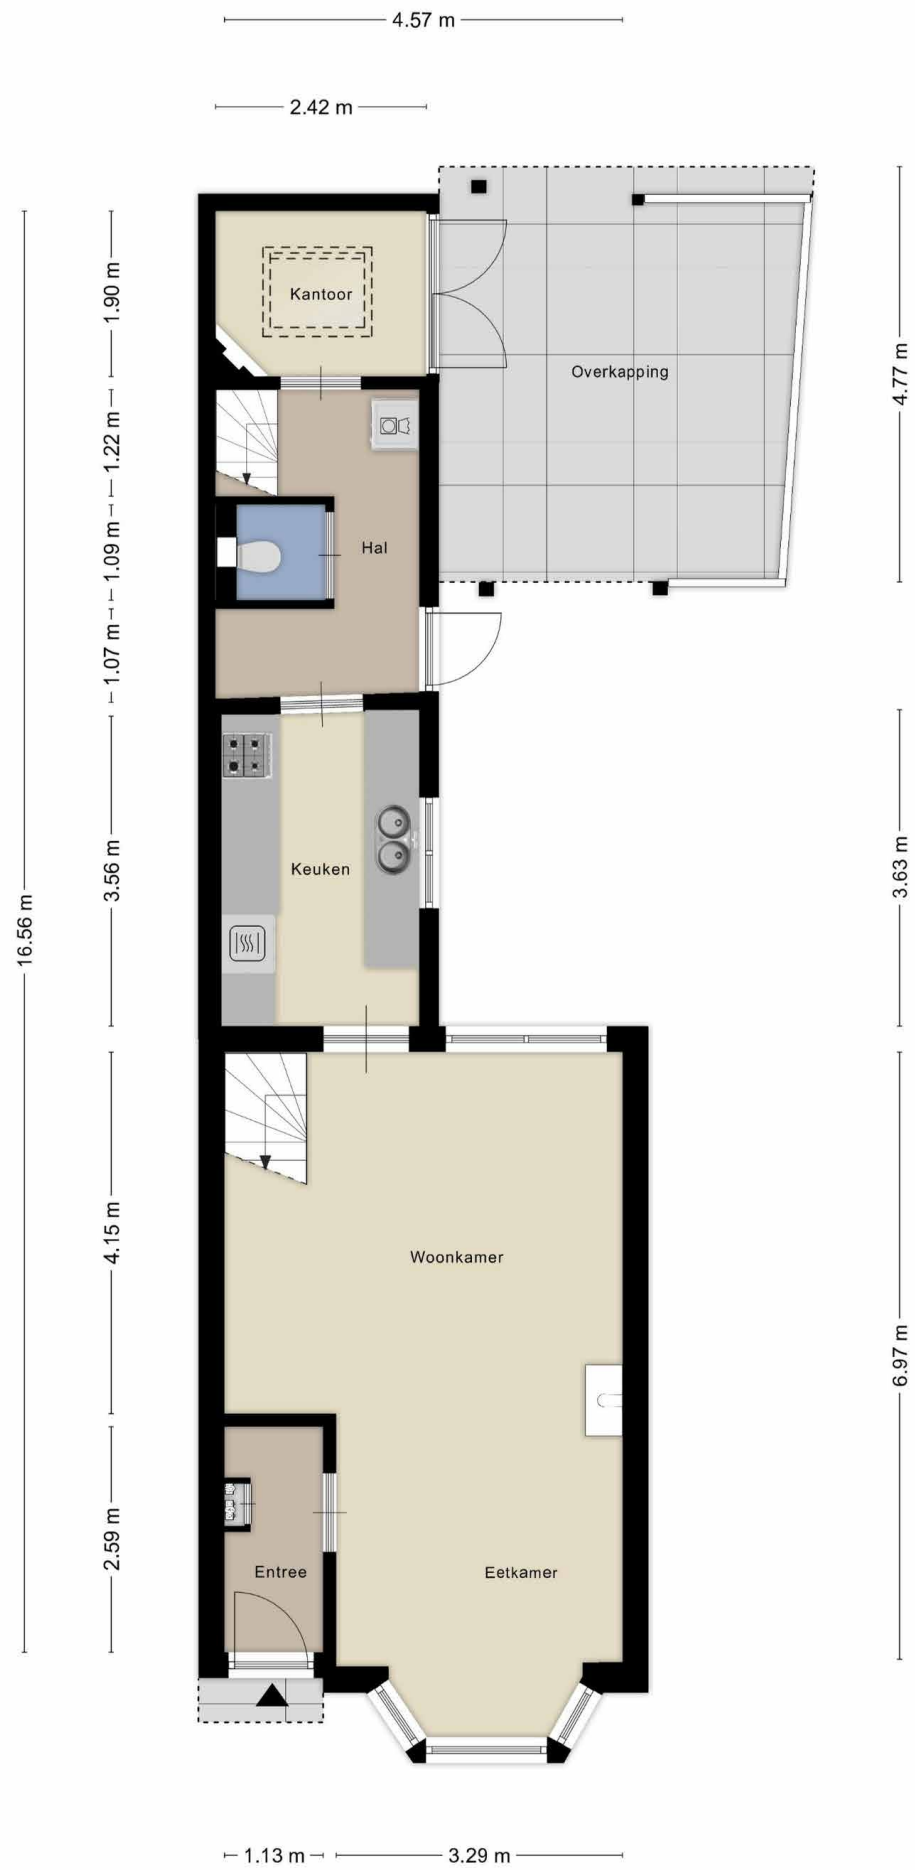 4.57 m
2.42 m
1.90 m
Kantoor
Overkapping
4.77 m
1.22 m
1.09 m
Hal
1.07 m
16.56 m
3.56 m
Keuken
3.63 m
4.15 m
Woonkamer
6.97 m
2.59 m
Entree
Eetkamer
1.13 m
3.29 m